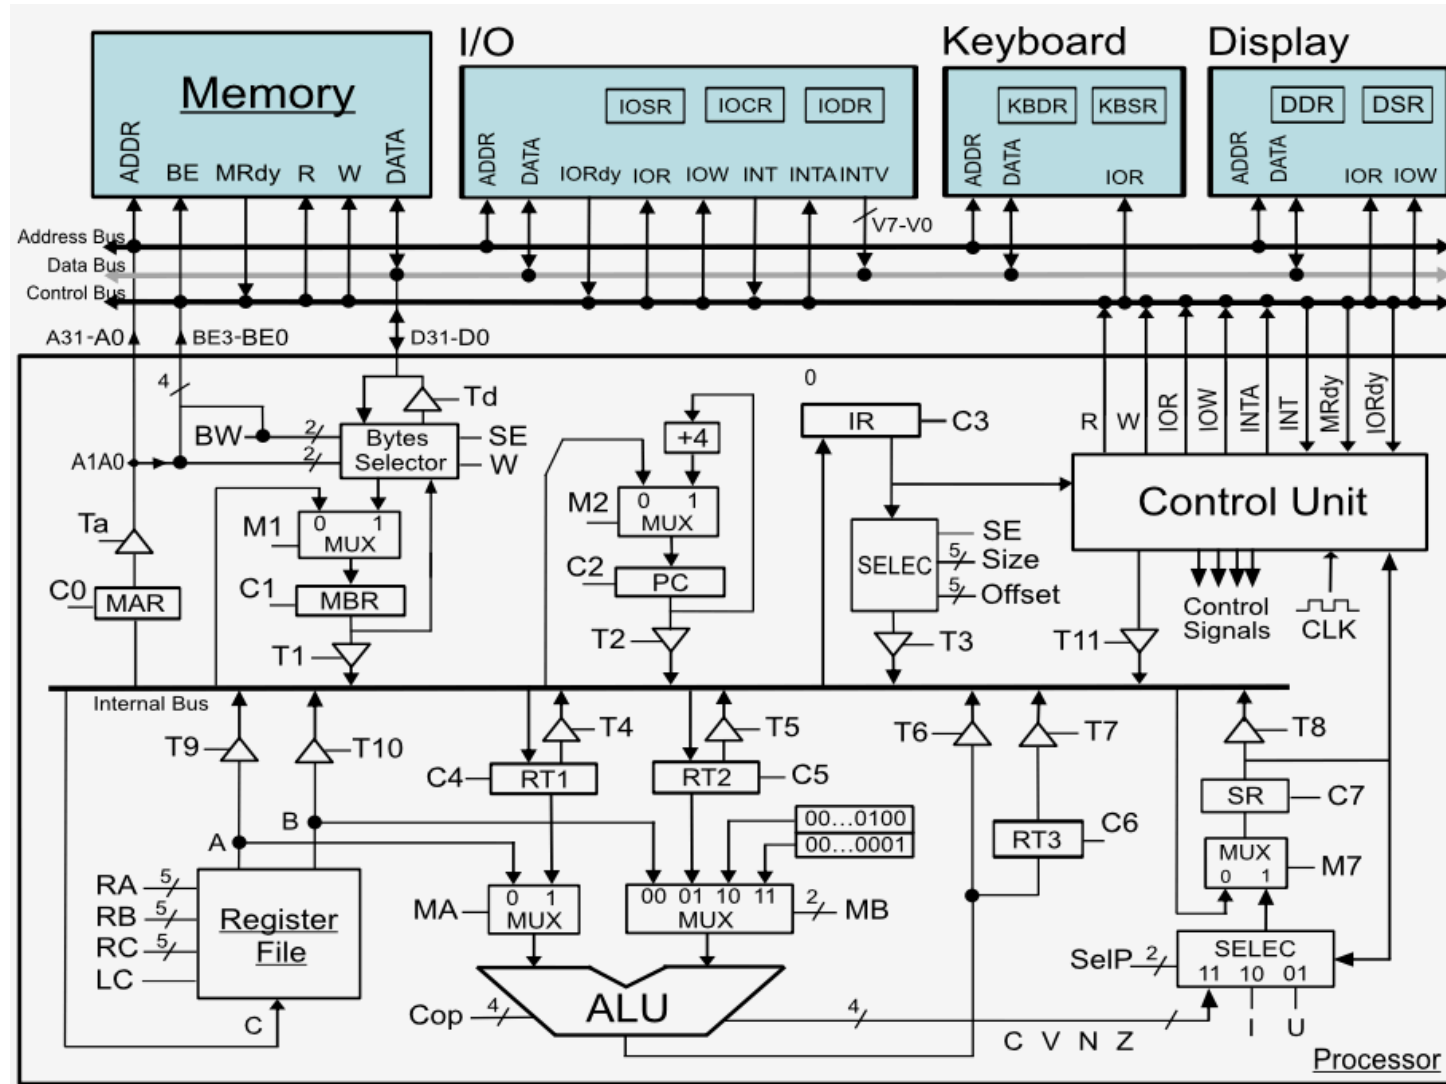 I/O
Keyboard
Display
Memory
IOSR IOCR IODR
KBDR KBSR
DDR DSR
ADDR BE MRdy R W DATA
ADDR DATA IORdy IOR IOW INT INTA INTV
ADDR DATA IOR
ADDR DATA IOR IOW
V7-V0
Address Bus
Data Bus
Control Bus
A31-A0 BE3-BE0 D31-D0
4
0
Td
R W IOR IOW INTA INT MRdy IORdy
BW 2
Bytes
Selector
SE
W
A1A0 2
+4
IR C3
Control Unit
M1
0 1
MUX
M2
0 1
MUX
SELEC
SE
5 Size
5 Offset
Ta
C0 MAR
C1 MBR
C2 PC
Control
Signals
CLK
T1
T2
T3
T11
Internal Bus
T9
T10
T4
T5
T6
T7
T8
C4 RT1
RT2 C5
SR C7
00...0100
00...0001
RT3 C6
A
B
MUX
0 1
M7
RA 5
RB 5
RC 5
LC
Register
File
C
MA
0 1
MUX
00 01 10 11
MUX
2 MB
SelP 2
SELEC
11 10 01
I U
Cop 4
ALU
4
C V N Z
Processor